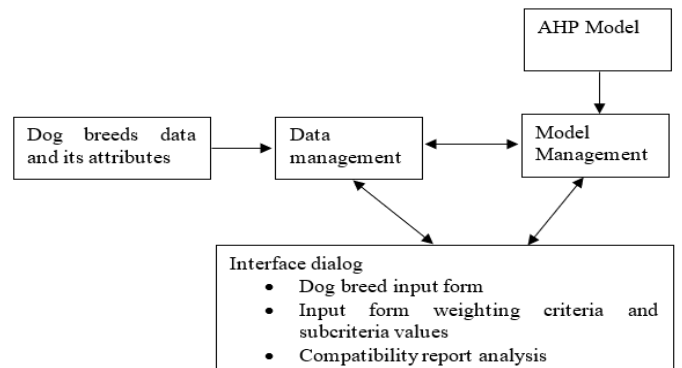 AHP Model
Dog breeds data
and its attributes
Data
management
Model
Management
Interface dialog
• Dog breed input form
• Input form weighting criteria and
subcriteria values
• Compatibility report analysis